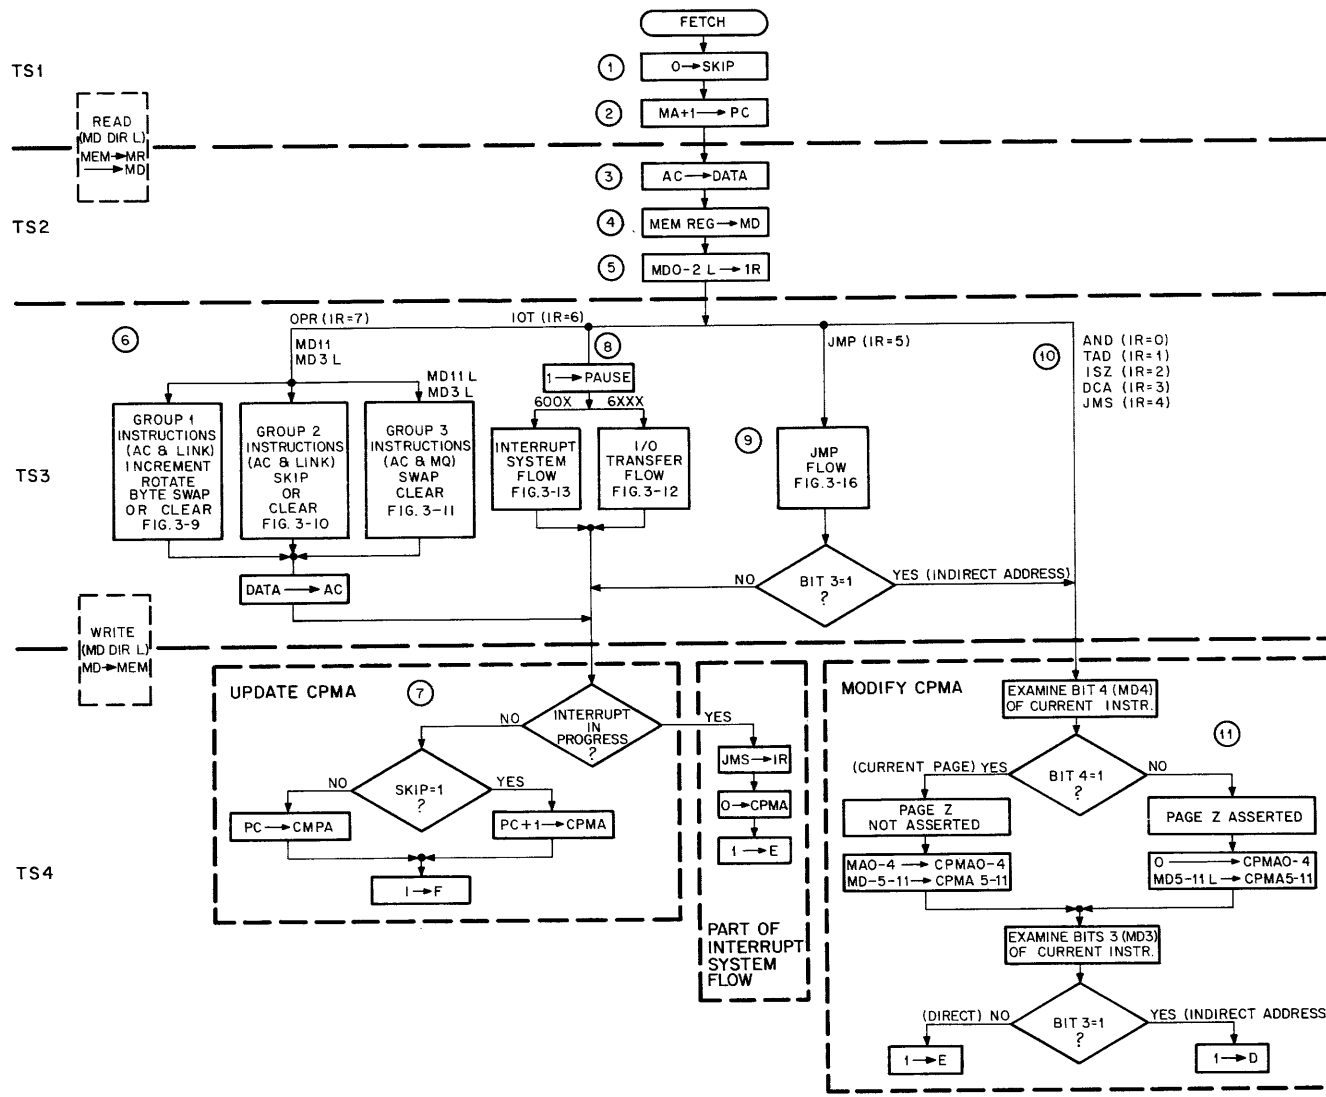 FETCH
TS1
1
O→SKIP
READ
(MD DIR L)
MEM→MR
→MD
2
MA+1→PC
3
AC→DATA
TS2
4
MEM REG→MD
5
MDO-2 L→1R
6
OPR (IR=7)
MD11
MD3 L
MD11 L
MD3 L
IOT (IR=6)
8
1→PAUSE
600X
6XXX
JMP (IR=5)
10
AND (IR=0)
TAD (IR=1)
ISZ (IR=2)
DCA (IR=3)
JMS (IR=4)
TS3
GROUP 1
INSTRUCTIONS
(AC & LINK)
INCREMENT
ROTATE
BYTE SWAP
OR CLEAR
FIG. 3-9
GROUP 2
INSTRUCTIONS
(AC & LINK)
SKIP
OR
CLEAR
FIG. 3-10
GROUP 3
INSTRUCTIONS
(AC & MQ)
SWAP
CLEAR
FIG. 3-11
INTERRUPT
SYSTEM
FLOW
FIG.3-13
I/O
TRANSFER
FLOW
FIG.3-12
9
JMP
FLOW
FIG.3-16
DATA→AC
NO
BIT 3=1
?
YES (INDIRECT ADDRESS)
WRITE
(MD DIR L)
MD→MEM
TS4
UPDATE CPMA
7
INTERRUPT
IN
PROGRESS
?
NO
YES
SKIP=1
?
NO
YES
PC→CMPA
PC+1→CPMA
I→F
JMS→IR
O→CPMA
1→E
PART OF
INTERRUPT
SYSTEM
FLOW
MODIFY CPMA
EXAMINE BIT 4 (MD4)
OF CURRENT INSTR.
11
(CURRENT PAGE) YES
BIT 4=1
?
NO
PAGE Z
NOT ASSERTED
PAGE Z ASSERTED
MAO-4→CPMAO-4
MD-5-11→CPMA 5-11
O→CPMAO-4
MD5-11 L→CPMA5-11
EXAMINE BITS 3 (MD3)
OF CURRENT INSTR.
(DIRECT) NO
BIT 3=1
?
YES (INDIRECT ADDRESS
1→E
1→D